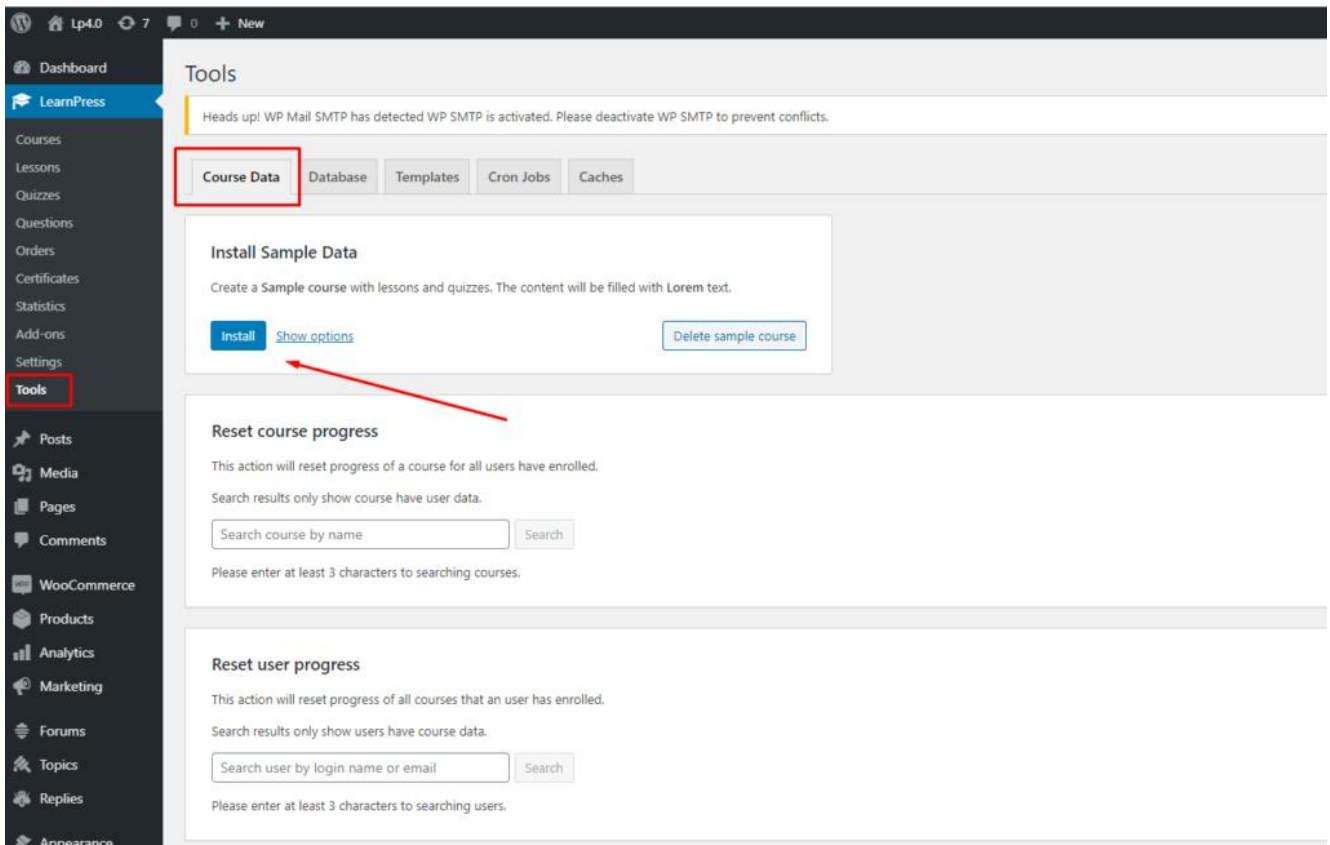 Lp4.0 7 0 + New
Dashboard
LearnPress
Courses
Lessons
Quizzes
Questions
Orders
Certificates
Statistics
Add-ons
Settings
Tools
Posts
Media
Pages
Comments
WooCommerce
Products
Analytics
Marketing
Forums
Topics
Replies
Appearance
Tools
Heads up! WP Mail SMTP has detected WP SMTP is activated. Please deactivate WP SMTP to prevent conflicts.
Course Data Database Templates Cron Jobs Caches
Install Sample Data
Create a Sample course with lessons and quizzes. The content will be filled with Lorem text.
Install Show options Delete sample course
Reset course progress
This action will reset progress of a course for all users have enrolled.
Search results only show course have user data.
Search course by name Search
Please enter at least 3 characters to searching courses.
Reset user progress
This action will reset progress of all courses that an user has enrolled.
Search results only show users have course data.
Search user by login name or email Search
Please enter at least 3 characters to searching users.